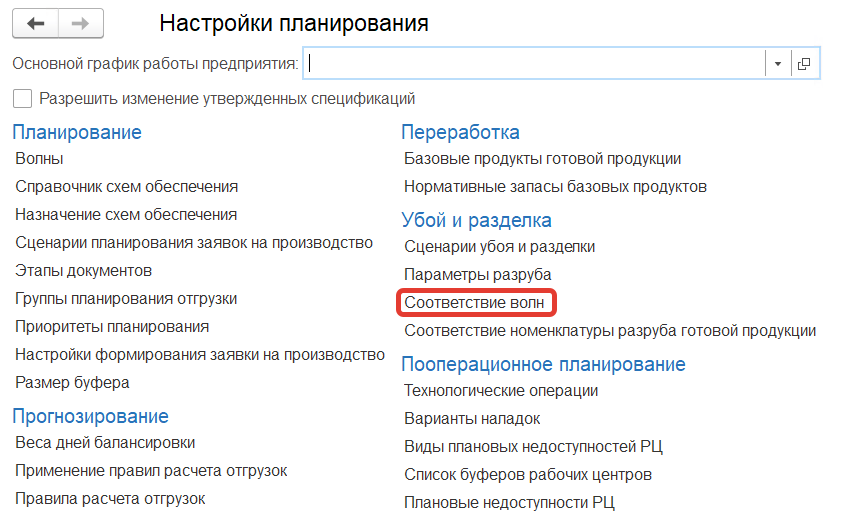 Настройки планирования
Основной график работы предприятия:
Разрешить изменение утвержденных спецификаций
Планирование
Волны
Справочник схем обеспечения
Назначение схем обеспечения
Сценарии планирования заявок на производство
Этапы документов
Группы планирования отгрузки
Приоритеты планирования
Настройки формирования заявки на производство
Размер буфера
Прогнозирование
Веса дней балансировки
Применение правил расчета отгрузок
Правила расчета отгрузок
Переработка
Базовые продукты готовой продукции
Нормативные запасы базовых продуктов
Убой и разделка
Сценарии убоя и разделки
Параметры разруба
Соответствие волн
Соответствие номенклатуры разруба готовой продукции
Пооперационное планирование
Технологические операции
Варианты наладок
Виды плановых недоступностей РЦ
Список буферов рабочих центров
Плановые недоступности РЦ